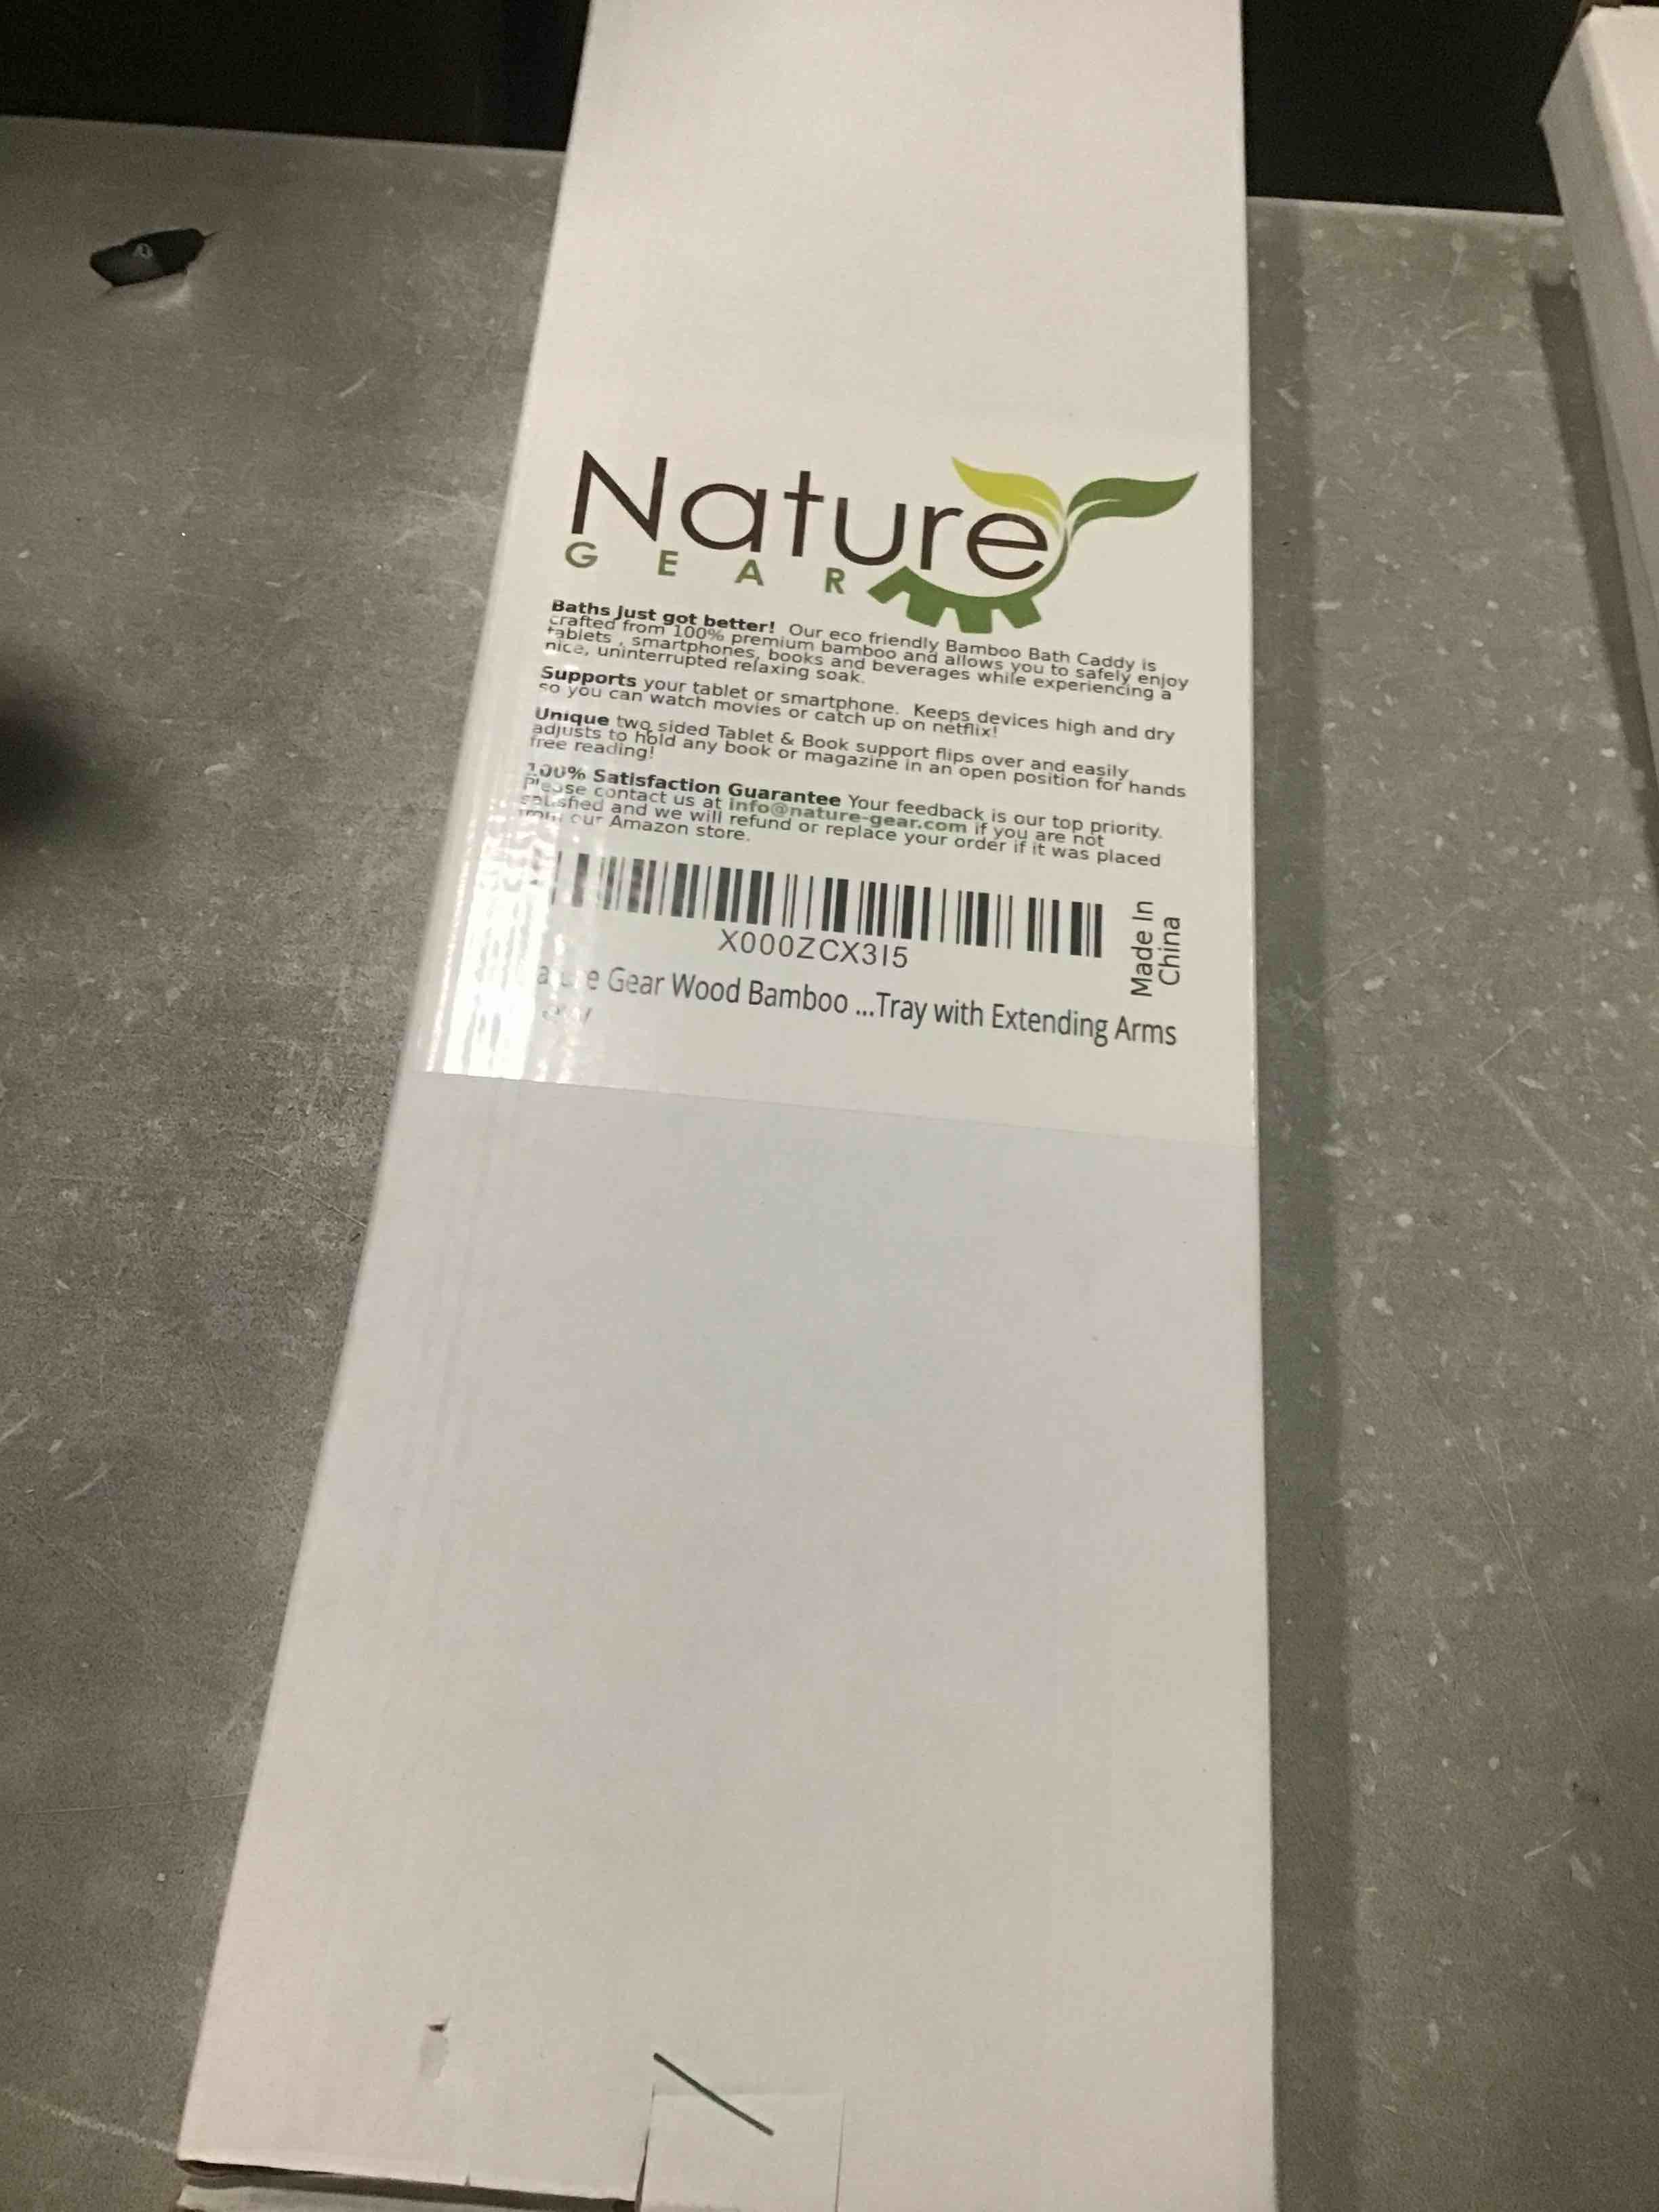 Nature
GEAR
Baths just got better! Our eco friendly Bamboo Bath Caddy is
crafted from 100% premium bamboo and allows you to safely enjoy
tablets , smartphones, books and beverages while experiencing a
nice, uninterrupted relaxing soak.
Supports your tablet or smartphone. Keeps devices high and dry
so you can watch movies or catch up on netflix!
Unique two sided Tablet & Book support flips over and easily
adjusts to hold any book or magazine in an open position for hands
free reading!
100% Satisfaction Guarantee Your feedback is our top priority.
Please contact us at info@nature-gear.com if you are not
satisfied and we will refund or replace your order if it was placed
from our Amazon store.
X000ZCX3I5
Made In
China
Gear Wood Bamboo ...Tray with Extending Arms